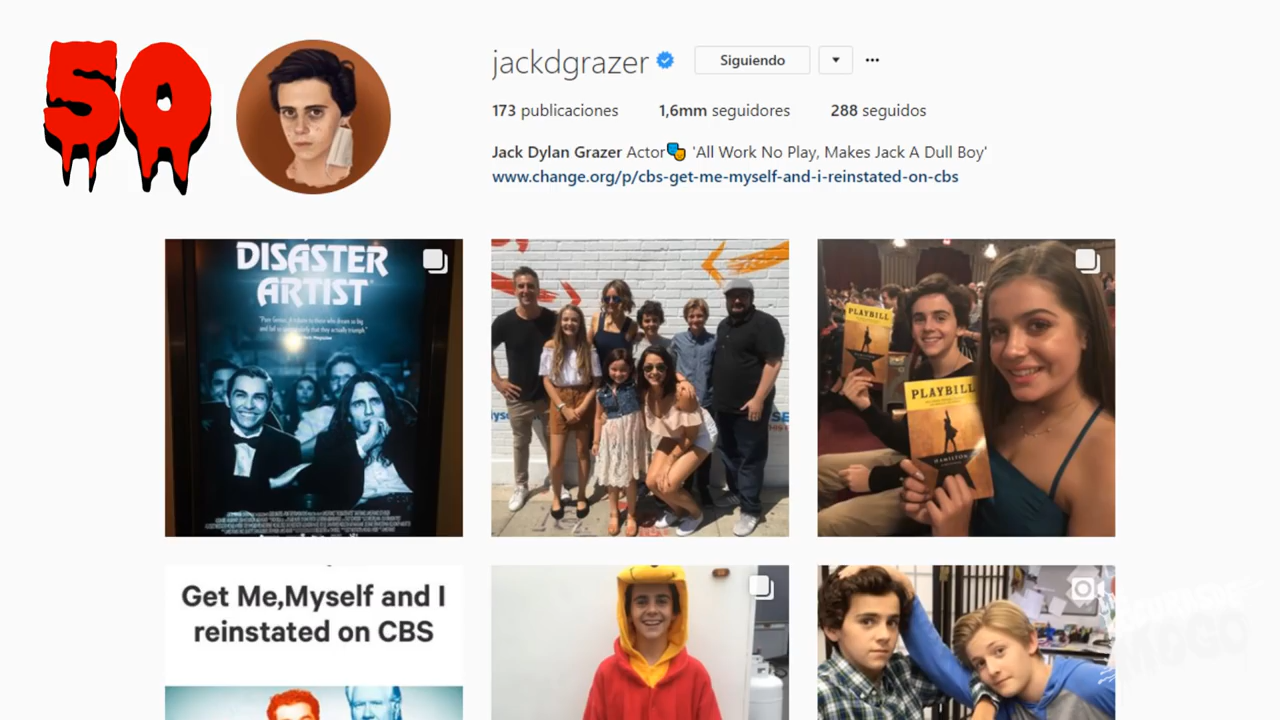 50
jackdgrazer
Siguiendo
173 publicaciones 1,6mm seguidores 288 seguidos
Jack Dylan Grazer Actor🎭 'All Work No Play, Makes Jack A Dull Boy'
www.change.org/p/cbs-get-me-myself-and-i-reinstated-on-cbs
DISASTER
ARTIST
PLAYBILL
PLAYBILL
HAMILTON
Get Me,Myself and I
reinstated on CBS
MOGO